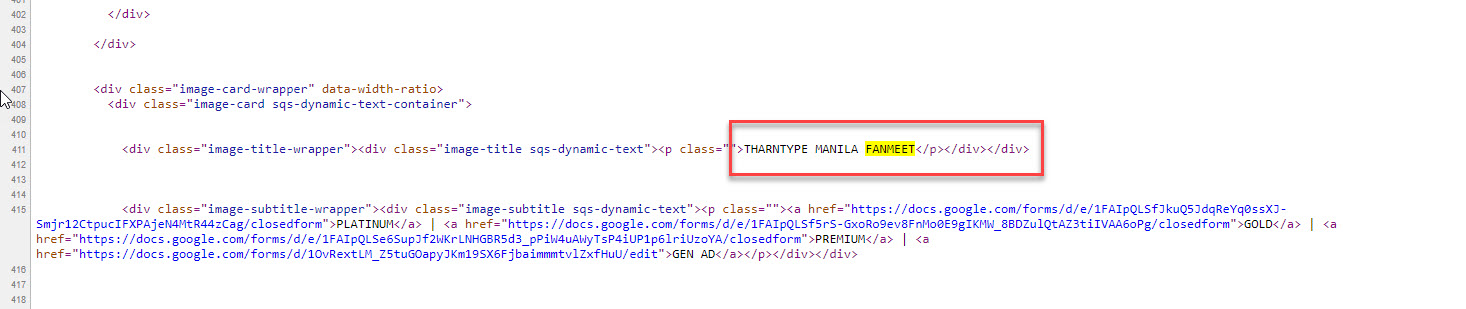 402 </div>
403
404 </div>
405
406
407 <div class="image-card-wrapper" data-width-ratio>
408 <div class="image-card sqs-dynamic-text-container">
409
410
411 <div class="image-title-wrapper"><div class="image-title sqs-dynamic-text"><p class="">THARNTYPE MANILA FANMEET</p></div></div>
412
413
414
415 <div class="image-subtitle-wrapper"><div class="image-subtitle sqs-dynamic-text"><p class=""><a href="https://docs.google.com/forms/d/e/1FAIpQLSfJkuQ5JdqReYq0ssXJ-
Smjr12CtpucIFXPAjeN4MtR44zCag/closedform">PLATINUM</a> | <a href="https://docs.google.com/forms/d/e/1FAIpQLSf5rS-GxoRo9ev8FnMo0E9gIKMW_8BDZulQtAZ3tiIVAA6oPg/closedform">GOLD</a> | <a
href="https://docs.google.com/forms/d/e/1FAIpQLSe6SupJf2WKrLNHGBR5d3_pPiW4uAWyTsP4iUP1p6lriUzoYA/closedform">PREMIUM</a> | <a
href="https://docs.google.com/forms/d/1OvRextLM_Z5tuGOapyJKm19SX6FjbaimmmtvlZxfHuU/edit">GEN AD</a></p></div></div>
416
417
418